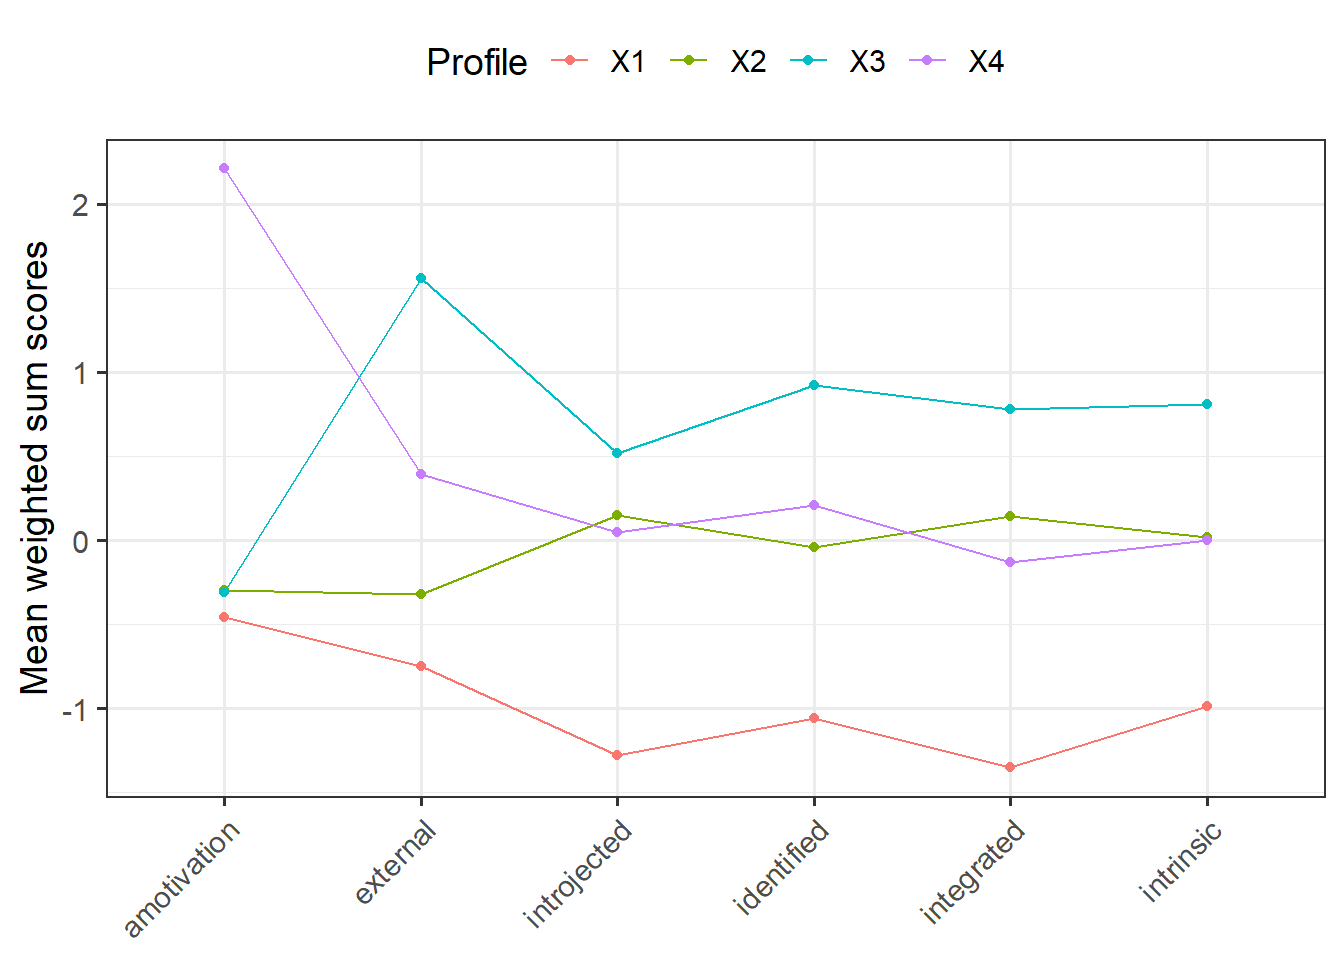 Profile X1 X2 X3 X4
Mean weighted sum scores
2
1
0
-1
amotivation
external
introjected
identified
integrated
intrinsic